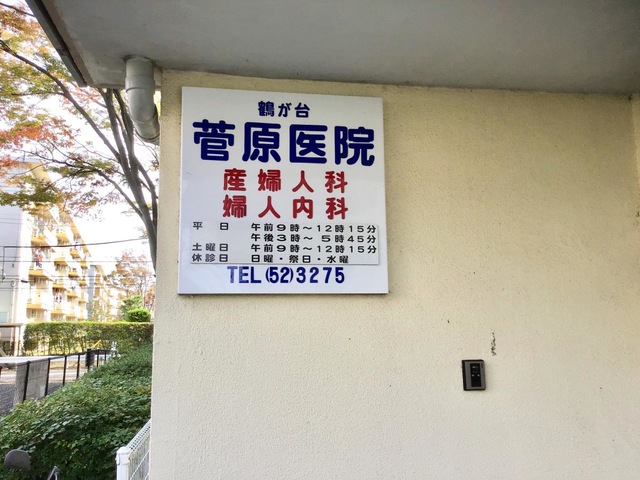 鶴が台
菅原医院
産婦人科
婦人内科
平日 午前9時〜12時15分
午後3時〜5時45分
土曜日 午前9時〜12時15分
休診日 日曜・祭日・水曜
TEL(52)3275